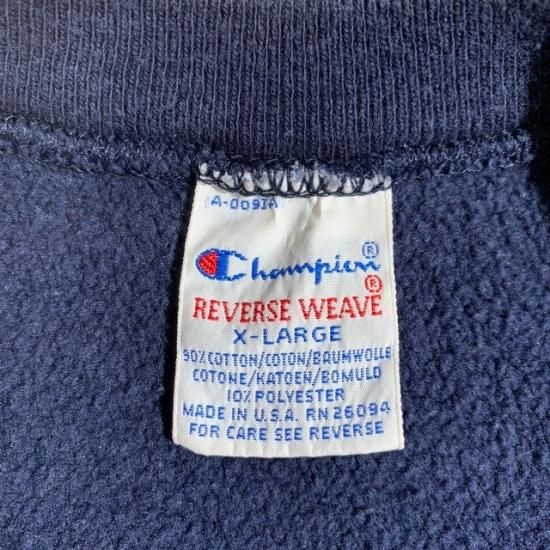 A-0091A
Champion®
REVERSE WEAVE®
X-LARGE
90% COTTON/COTON/BAUMWOLLE
COTONE/KATOEN/BOMULD
10% POLYESTER
MADE IN U.S.A. RN 26094
FOR CARE SEE REVERSE